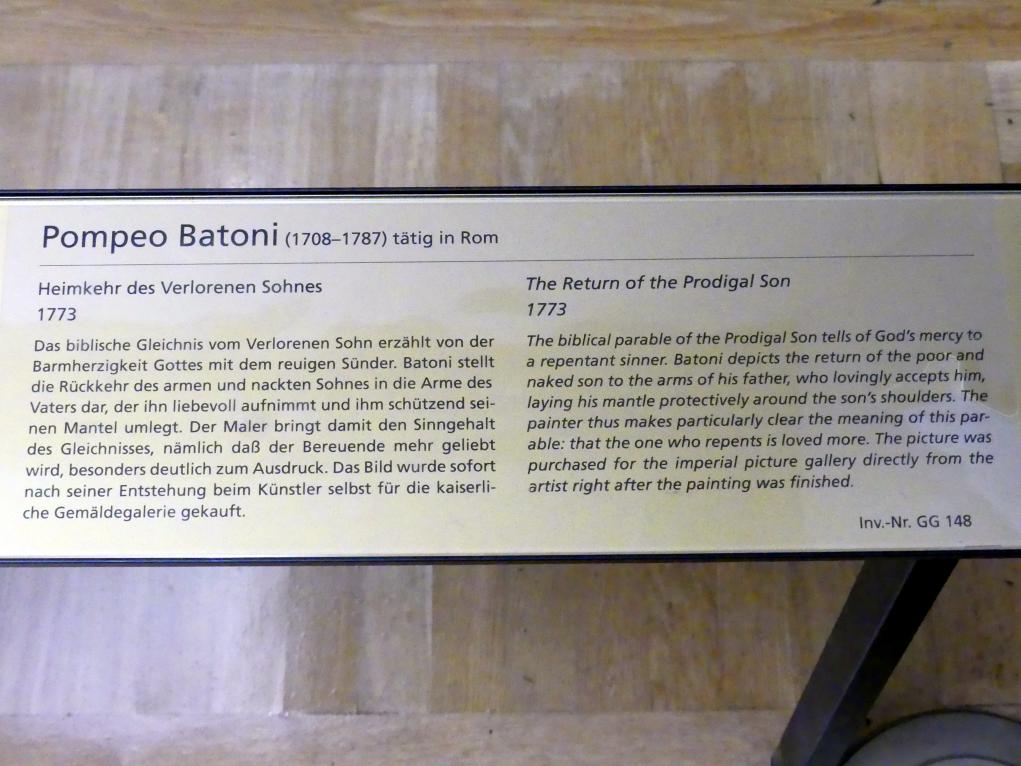 Pompeo Batoni (1708–1787) tätig in Rom
Heimkehr des Verlorenen Sohnes
1773
Das biblische Gleichnis vom Verlorenen Sohn erzählt von der
Barmherzigkeit Gottes mit dem reuigen Sünder. Batoni stellt
die Rückkehr des armen und nackten Sohnes in die Arme des
Vaters dar, der ihn liebevoll aufnimmt und ihm schützend sei-
nen Mantel umlegt. Der Maler bringt damit den Sinngehalt
des Gleichnisses, nämlich daß der Bereuende mehr geliebt
wird, besonders deutlich zum Ausdruck. Das Bild wurde sofort
nach seiner Entstehung beim Künstler selbst für die kaiserli-
che Gemäldegalerie gekauft.
The Return of the Prodigal Son
1773
The biblical parable of the Prodigal Son tells of God's mercy to
a repentant sinner. Batoni depicts the return of the poor and
naked son to the arms of his father, who lovingly accepts him,
laying his mantle protectively around the son's shoulders. The
painter thus makes particularly clear the meaning of this par-
able: that the one who repents is loved more. The picture was
purchased for the imperial picture gallery directly from the
artist right after the painting was finished.
Inv.-Nr. GG 148